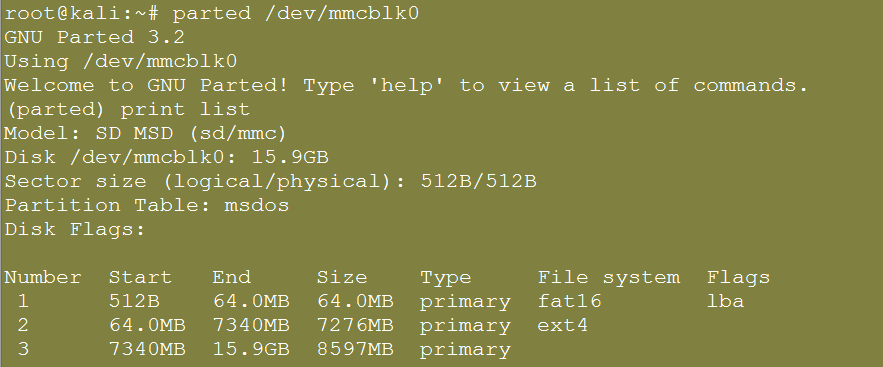 root@kali:~# parted /dev/mmcblk0
GNU Parted 3.2
Using /dev/mmcblk0
Welcome to GNU Parted! Type 'help' to view a list of commands.
(parted) print list
Model: SD MSD (sd/mmc)
Disk /dev/mmcblk0: 15.9GB
Sector size (logical/physical): 512B/512B
Partition Table: msdos
Disk Flags:

Number  Start   End     Size    Type     File system  Flags
 1      512B    64.0MB  64.0MB  primary  fat16        lba
 2      64.0MB  7340MB  7276MB  primary  ext4
 3      7340MB  15.9GB  8597MB  primary